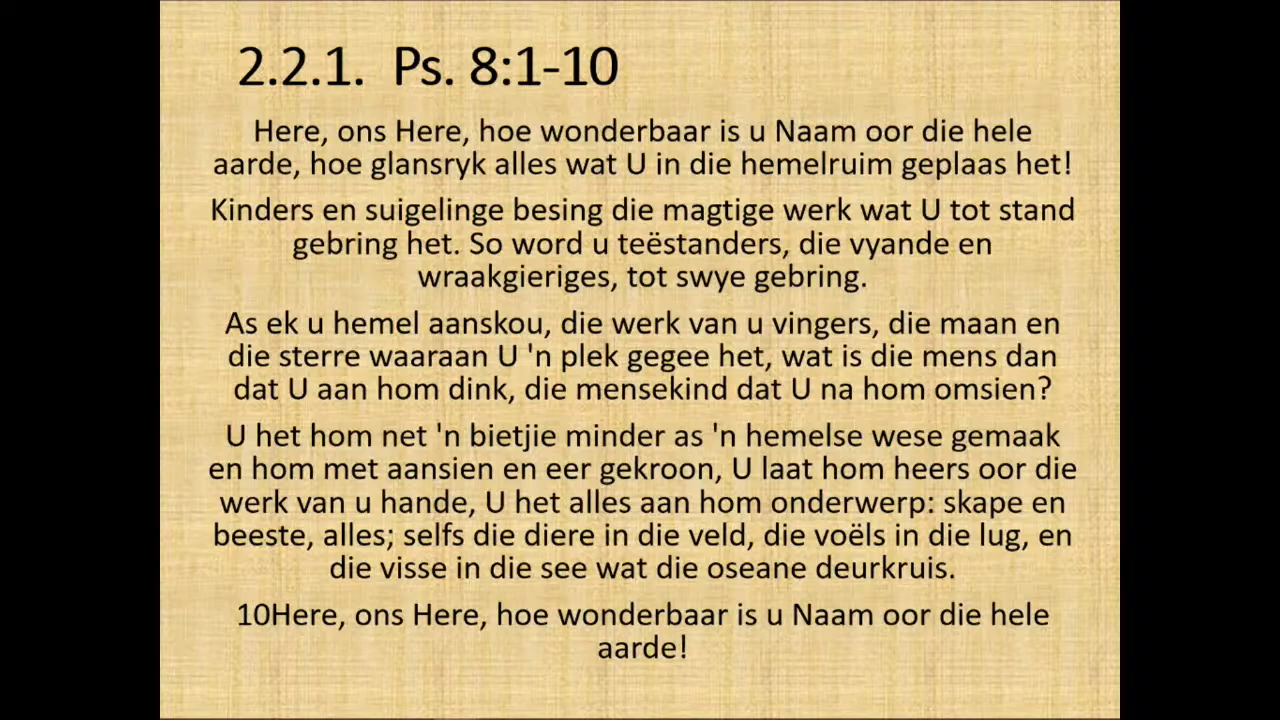 2.2.1. Ps. 8:1-10
Here, ons Here, hoe wonderbaar is u Naam oor die hele
aarde, hoe glansryk alles wat U in die hemelruim geplaas het!
Kinders en suigelinge besing die magtige werk wat U tot stand
gebring het. So word u teëstanders, die vyande en
wraakgieriges, tot swye gebring.
As ek u hemel aanskou, die werk van u vingers, die maan en
die sterre waaraan U 'n plek gegee het, wat is die mens dan
dat U aan hom dink, die mensekind dat U na hom omsien?
U het hom net 'n bietjie minder as 'n hemelse wese gemaak
en hom met aansien en eer gekroon, U laat hom heers oor die
werk van u hande, U het alles aan hom onderwerp: skape en
beeste, alles; selfs die diere in die veld, die voëls in die lug, en
die visse in die see wat die oseane deurkruis.
10Here, ons Here, hoe wonderbaar is u Naam oor die hele
aarde!